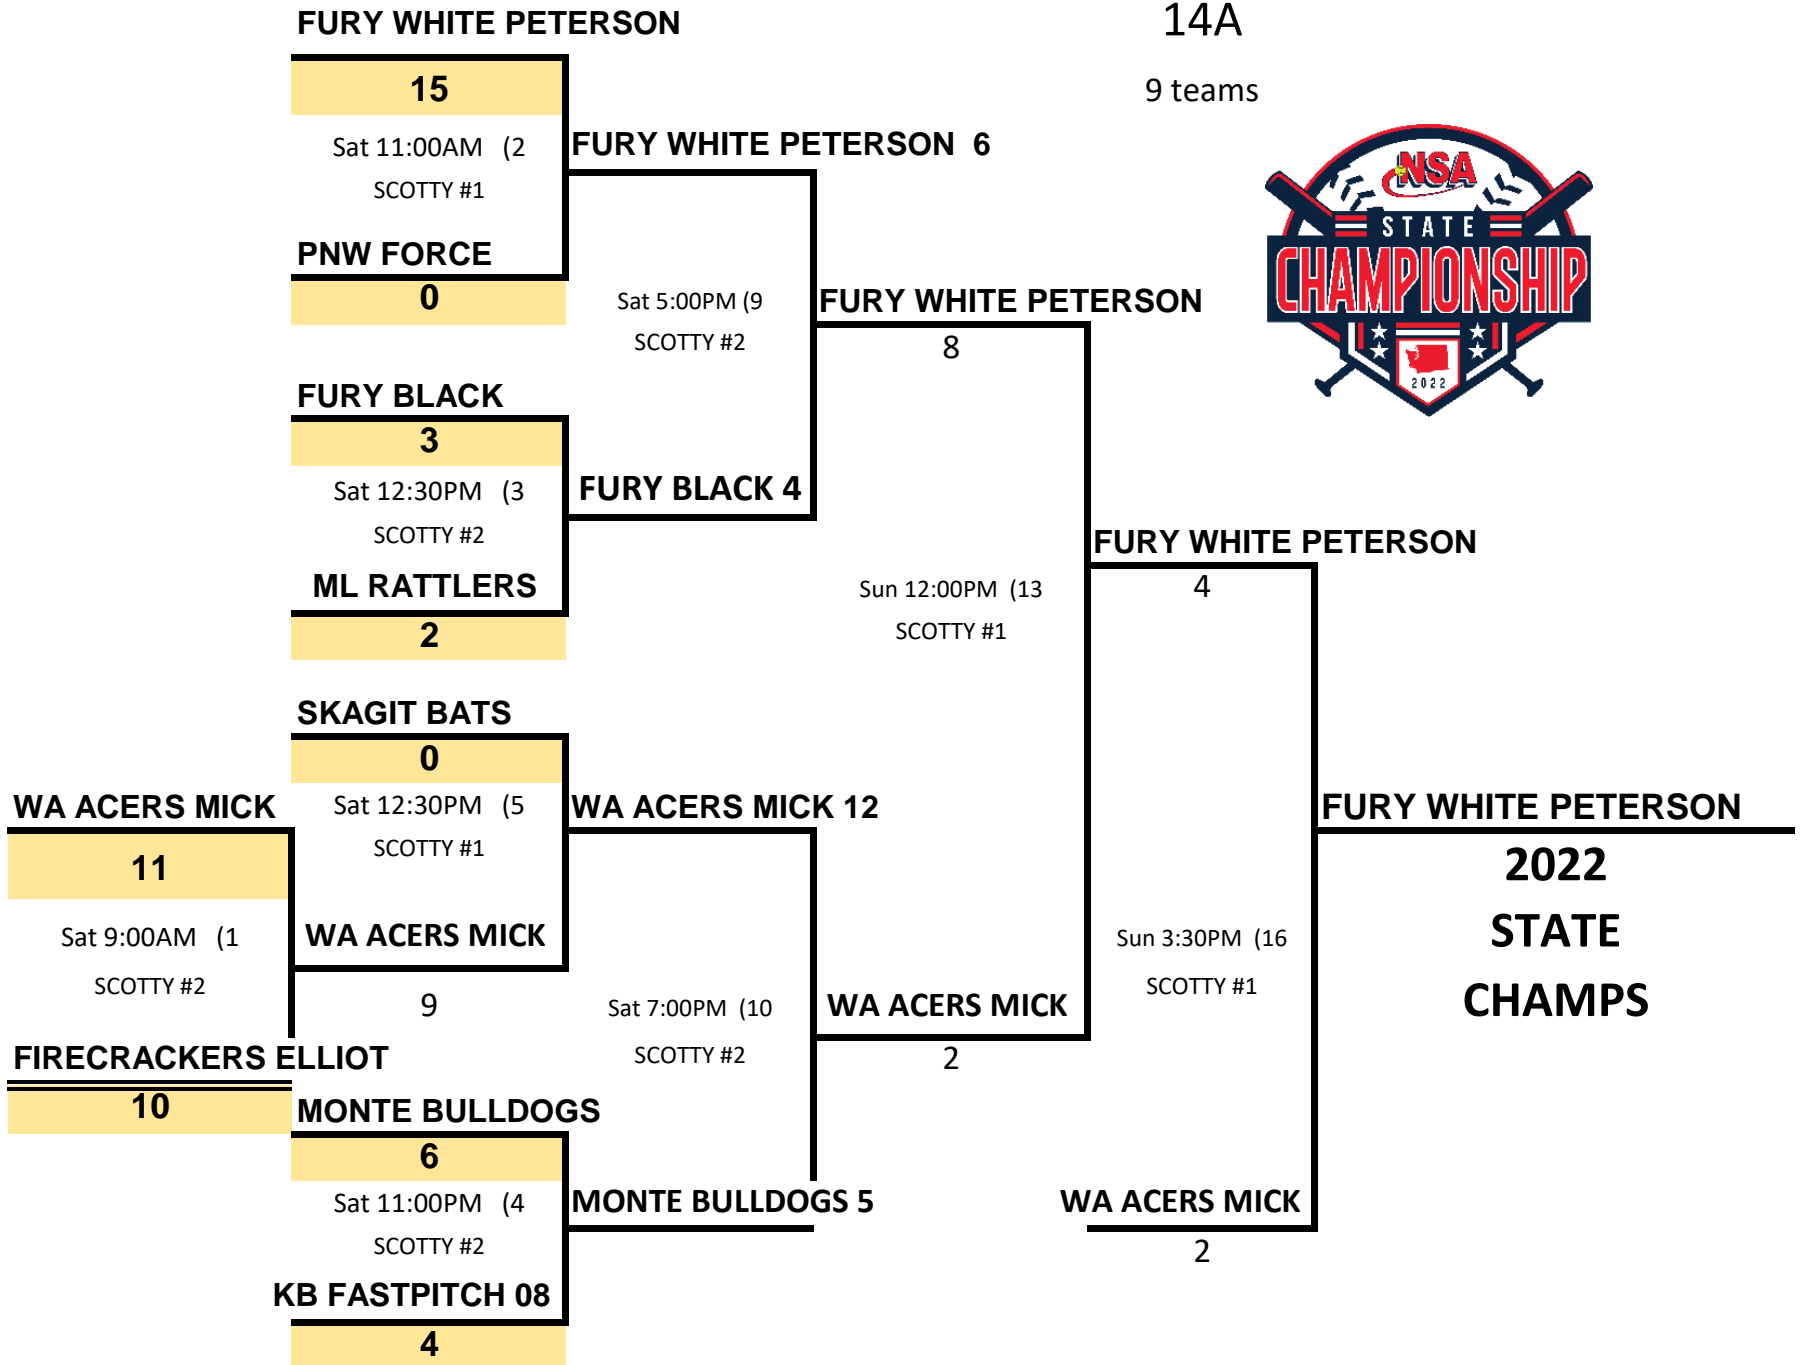 FURY WHITE PETERSON
14A
15
9 teams
Sat 11:00AM (2
SCOTTY #1
FURY WHITE PETERSON 6
NSA
STATE
CHAMPIONSHIP
2022
PNW FORCE
0
Sat 5:00PM (9
SCOTTY #2
FURY WHITE PETERSON
8
FURY BLACK
3
Sat 12:30PM (3
SCOTTY #2
FURY BLACK 4
ML RATTLERS
2
FURY WHITE PETERSON
4
Sun 12:00PM (13
SCOTTY #1
SKAGIT BATS
0
WA ACERS MICK
11
Sat 12:30PM (5
SCOTTY #1
WA ACERS MICK 12
FURY WHITE PETERSON
2022
STATE
CHAMPS
Sat 9:00AM (1
SCOTTY #2
WA ACERS MICK
9
Sat 7:00PM (10
SCOTTY #2
WA ACERS MICK
2
Sun 3:30PM (16
SCOTTY #1
FIRECRACKERS ELLIOT
10
MONTE BULLDOGS
6
Sat 11:00PM (4
SCOTTY #2
MONTE BULLDOGS 5
WA ACERS MICK
2
KB FASTPITCH 08
4